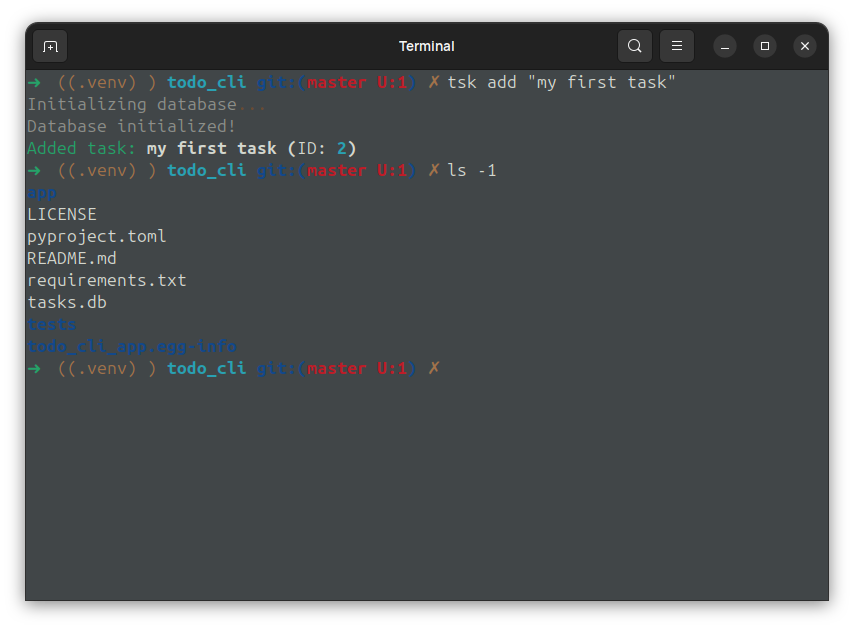 Terminal
➜ ((.venv) ) todo_cli git:(master U:1) ✗ tsk add "my first task"
Initializing database...
Database initialized!
Added task: my first task (ID: 2)
➜ ((.venv) ) todo_cli git:(master U:1) ✗ ls -1
app
LICENSE
pyproject.toml
README.md
requirements.txt
tasks.db
tests
todo_cli_app.egg-info
➜ ((.venv) ) todo_cli git:(master U:1) ✗